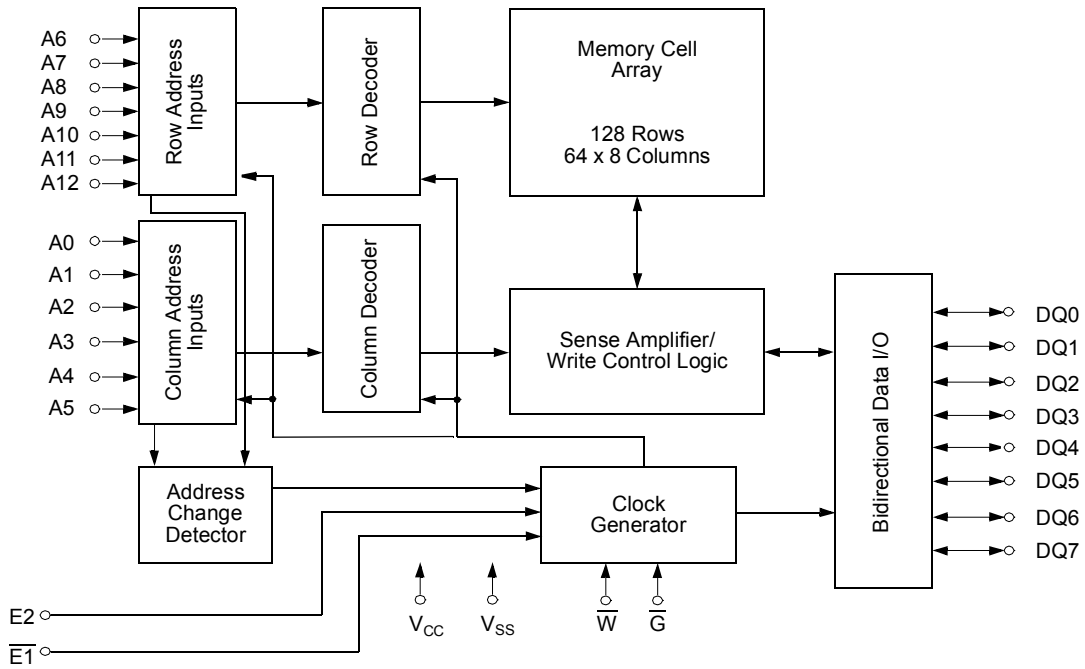 A6
A7
A8
A9
A10
A11
A12
Row Address
Inputs
Row Decoder
Memory Cell
Array
128 Rows
64 x 8 Columns
A0
A1
A2
A3
A4
A5
Column Address
Inputs
Column Decoder
Sense Amplifier/
Write Control Logic
Bidirectional Data I/O
DQ0
DQ1
DQ2
DQ3
DQ4
DQ5
DQ6
DQ7
Address
Change
Detector
Clock
Generator
E2
E̅1̅
VCC
VSS
W̅
G̅